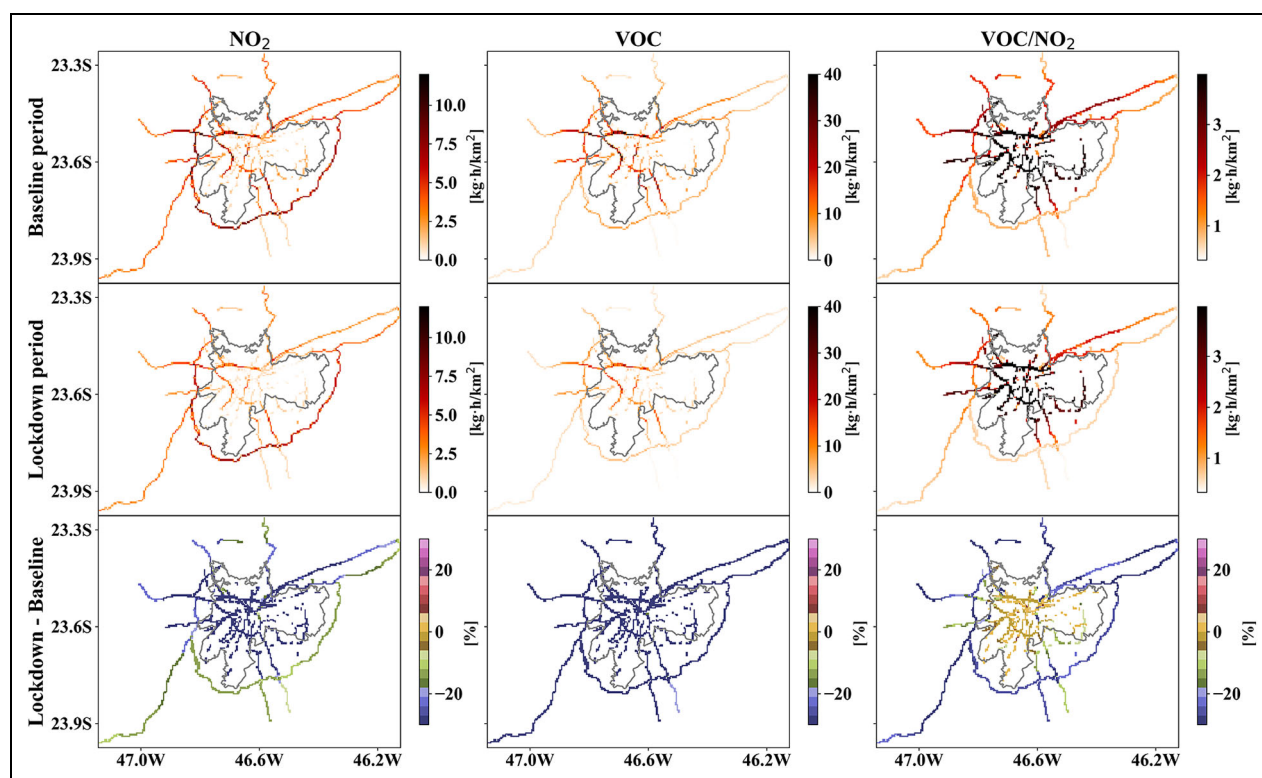 NO₂ VOC VOC/NO₂
Baseline period
23.3S
23.6S
23.9S
10.0
7.5
5.0
2.5
0.0
[kg·h/km²]
40
30
20
10
0
[kg·h/km²]
3
2
1
[kg·h/km²]
Lockdown period
23.3S
23.6S
23.9S
10.0
7.5
5.0
2.5
0.0
[kg·h/km²]
40
30
20
10
0
[kg·h/km²]
3
2
1
[kg·h/km²]
Lockdown - Baseline
23.3S
23.6S
23.9S
20
0
−20
[%]
20
0
−20
[%]
20
0
−20
[%]
47.0W 46.6W 46.2W 47.0W 46.6W 46.2W 47.0W 46.6W 46.2W